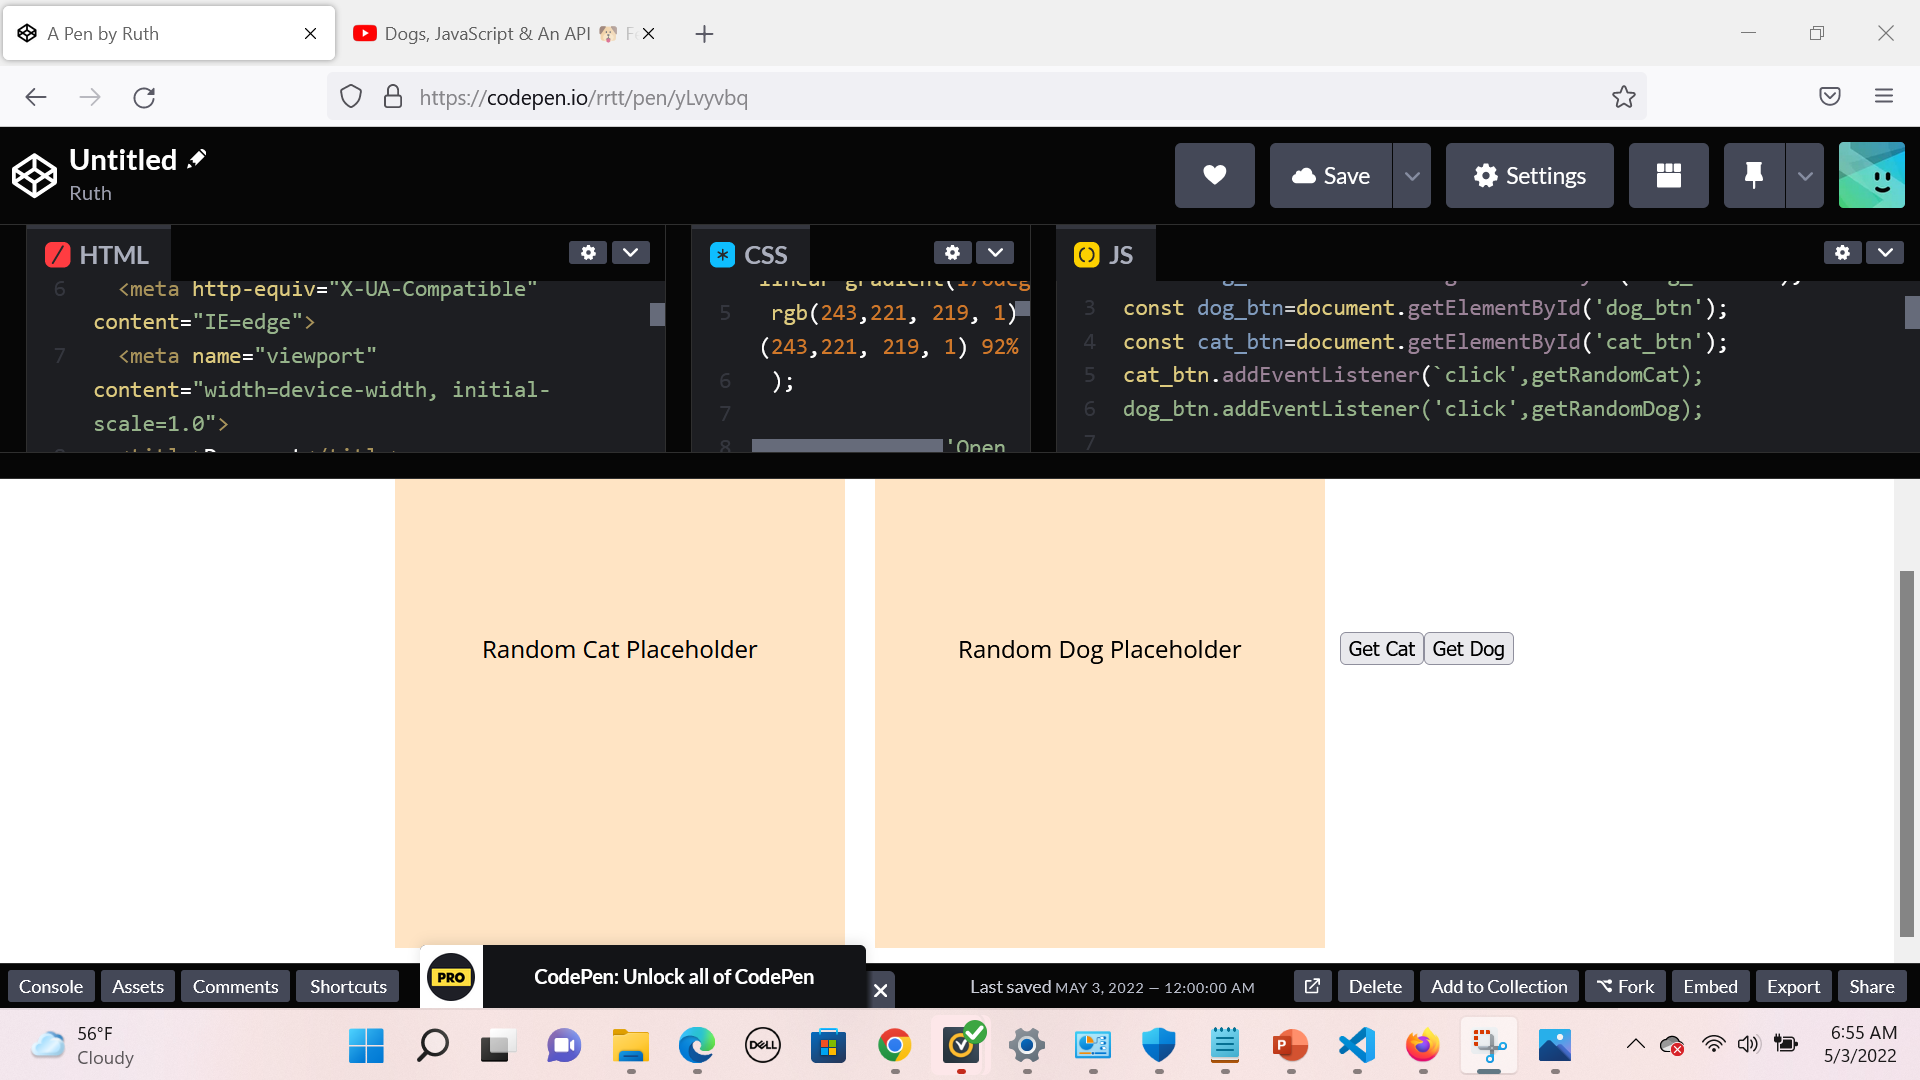 A Pen by Ruth
Dogs, JavaScript & An API
https://codepen.io/rrtt/pen/yLvyvbq
Untitled
Ruth
Save
Settings
HTML
6 <meta http-equiv="X-UA-Compatible"
content="IE=edge">
7 <meta name="viewport"
content="width=device-width, initial-
scale=1.0">
CSS
5 rgb(243,221, 219, 1)
(243,221, 219, 1) 92%
6 );
7
8 'Open
JS
3 const dog_btn=document.getElementById('dog_btn');
4 const cat_btn=document.getElementById('cat_btn');
5 cat_btn.addEventListener(`click',getRandomCat);
6 dog_btn.addEventListener('click',getRandomDog);
7
Random Cat Placeholder
Random Dog Placeholder
Get Cat
Get Dog
Console
Assets
Comments
Shortcuts
PRO
CodePen: Unlock all of CodePen
Last saved MAY 3, 2022 — 12:00:00 AM
Delete
Add to Collection
Fork
Embed
Export
Share
56°F
Cloudy
DELL
6:55 AM
5/3/2022